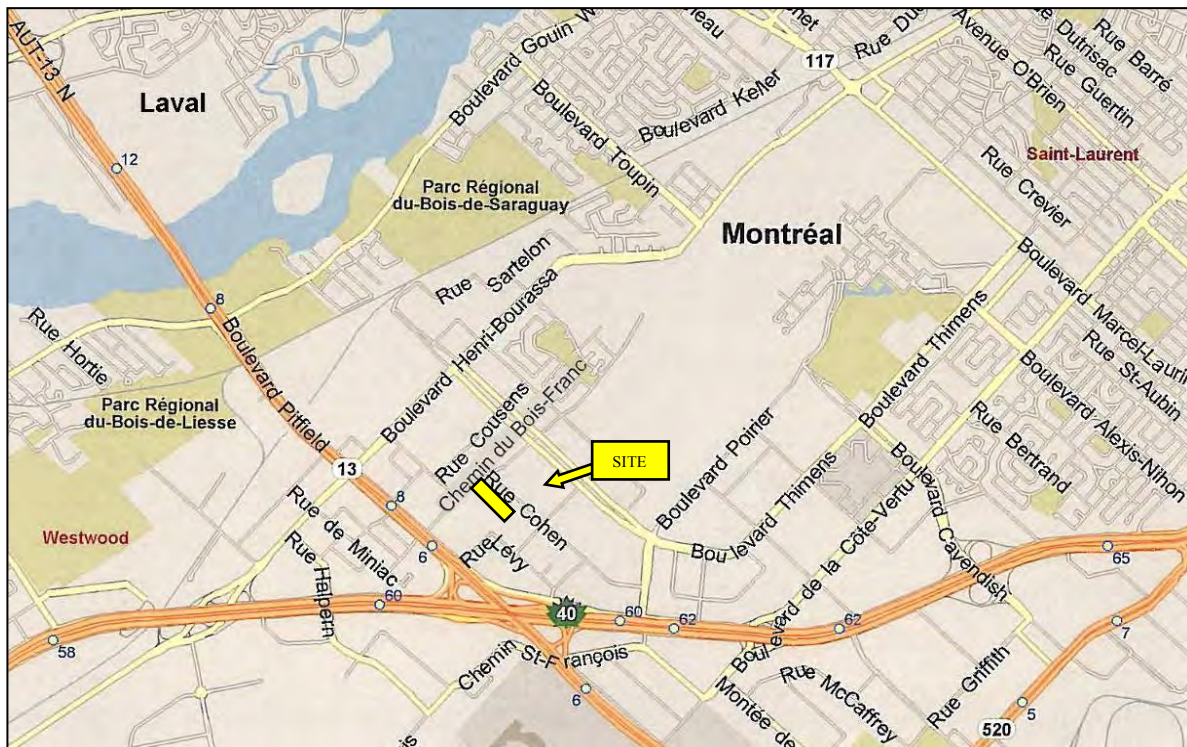 AUT-13 N
Laval
12
Boulevard Gouin
117
Avenue O'Brien
Rue Dutrisac
Rue Barré
Rue Guertin
Boulevard Keller
Boulevard Toupin
Saint-Laurent
Rue Crevier
Parc Régional
du-Bois-de-Saraguay
Montréal
Rue Sartelon
8
Rue Hortie
Boulevard Pitfield
Boulevard Henri-Bourassa
Boulevard Thimens
Rue St-Aubin
Boulevard Alexis-Nihon
Parc Régional
du-Bois-de-Liesse
Rue Cousens
Chemin du Bois-Franc
Boulevard Poirier
Rue Bertrand
SITE
13
8
Rue Cohen
Westwood
Rue de Miniac
6
Rue Lévy
Boulevard Thimens
Boulevard de la Côte-Vertu
Boulevard Cavendish
65
Rue Halpern
60
40
60
62
62
7
58
Chemin
St-François
6
Rue McCaffrey
Rue Griffith
Montée de
5
520